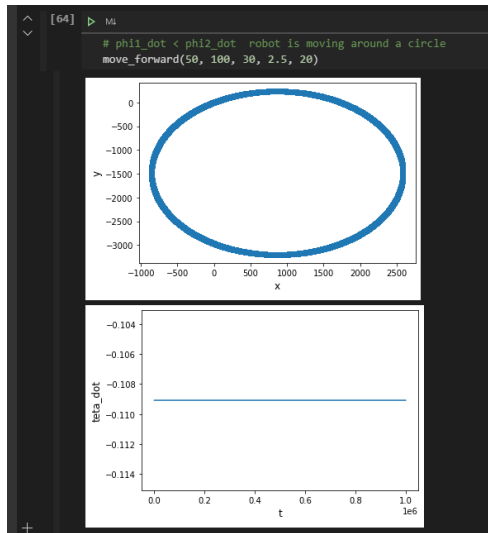 [64]
M↓
# phi1_dot < phi2_dot  robot is moving around a circle
move_forward(50, 100, 30, 2.5, 20)
0
−500
−1000
−1500
−2000
−2500
−3000
y
−1000 −500 0 500 1000 1500 2000 2500
x
−0.104
−0.106
−0.108
−0.110
−0.112
−0.114
teta_dot
0.0 0.2 0.4 0.6 0.8 1.0
1e6
t